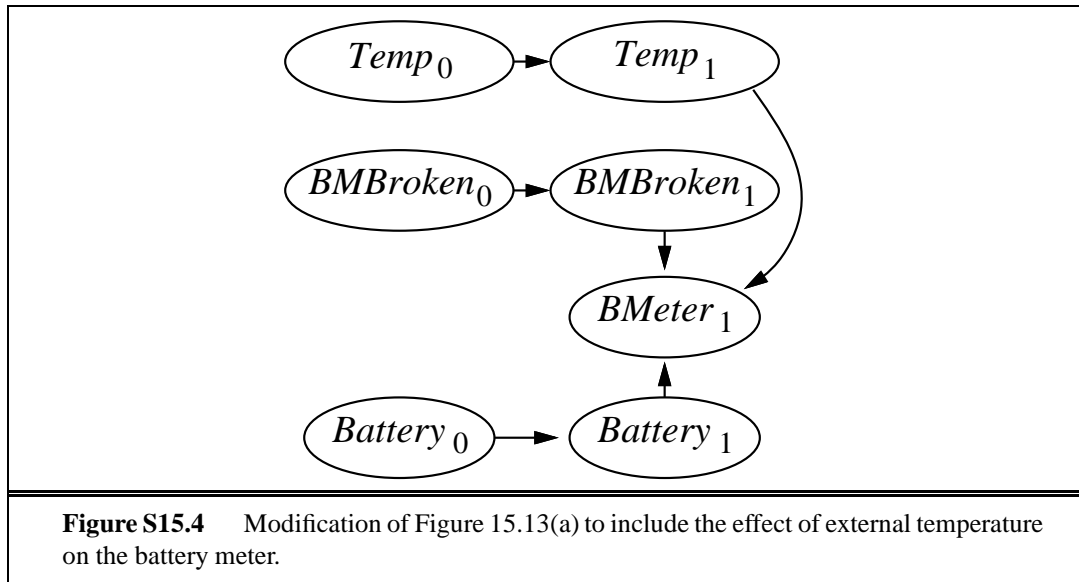 Temp0 Temp1
BMBroken0 BMBroken1
BMeter1
Battery0 Battery1
Figure S15.4 Modification of Figure 15.13(a) to include the effect of external temperature
on the battery meter.